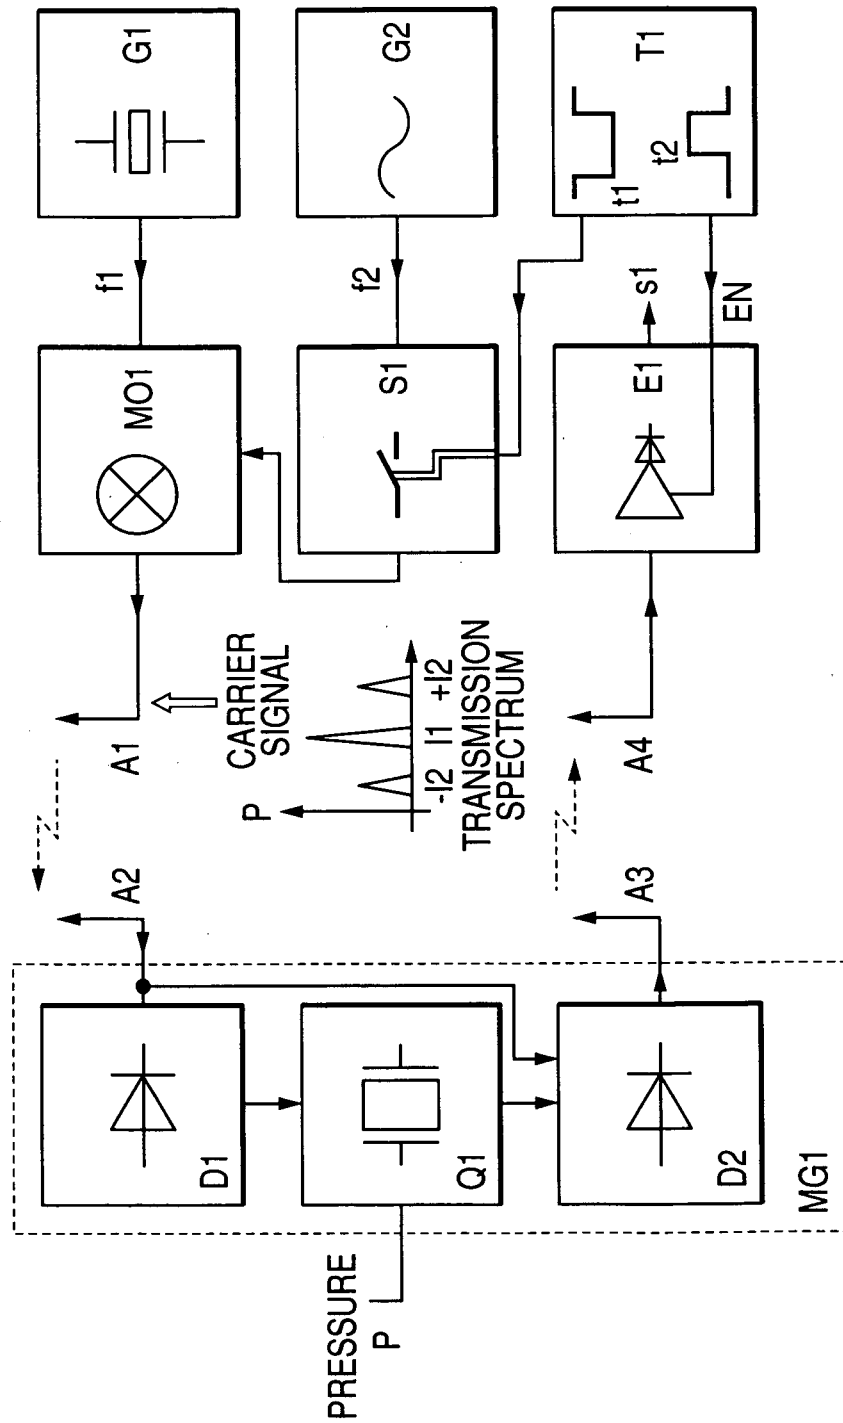 G1
G2
T1
t1
t2
f1
f2
s1
EN
MO1
S1
E1
A1
CARRIER
SIGNAL
P
-I2 I1 +I2
TRANSMISSION
SPECTRUM
A4
A2
A3
D1
Q1
D2
MG1
PRESSURE
P